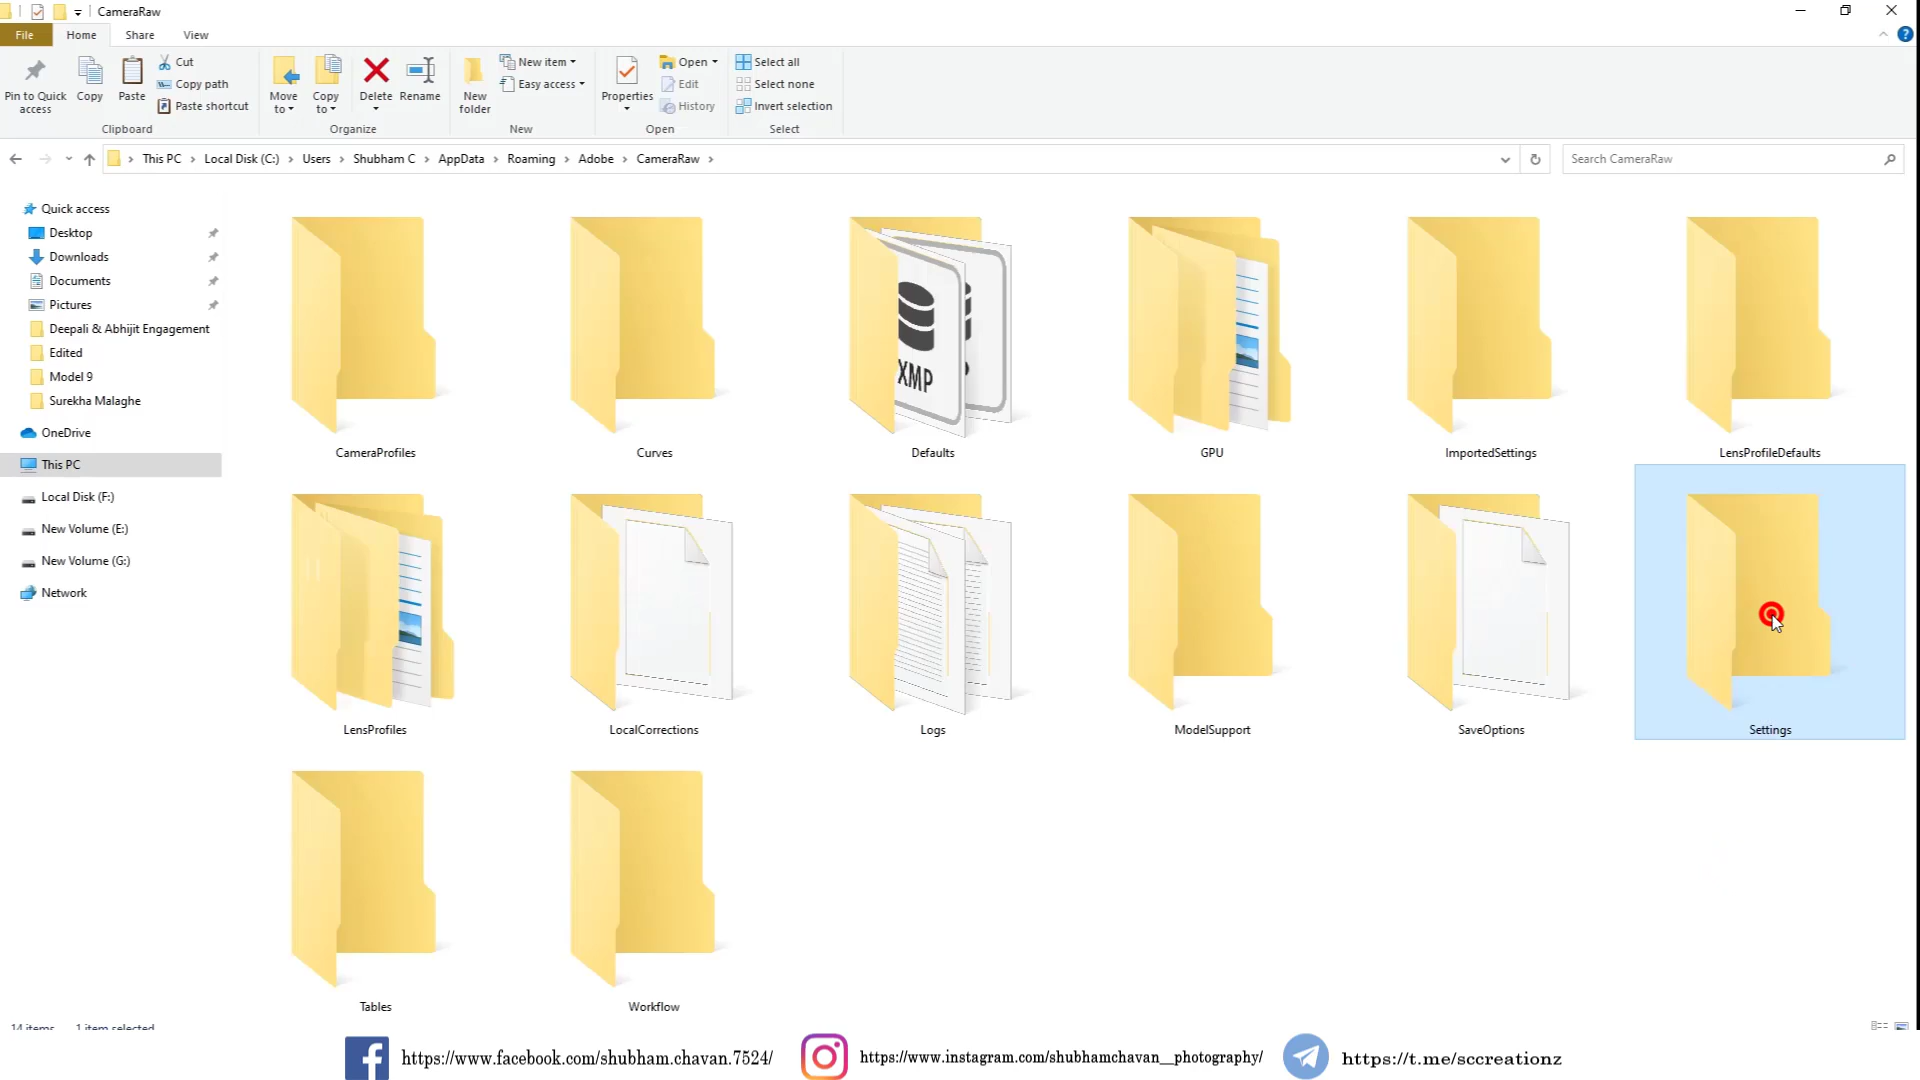 CameraRaw
File Home Share View
Pin to Quick access
Copy
Paste
Cut
Copy path
Paste shortcut
Clipboard
Move to
Copy to
Delete
Rename
Organize
New folder
New item
Easy access
New
Properties
Open
Edit
History
Open
Select all
Select none
Invert selection
Select
This PC › Local Disk (C:) › Users › Shubham C › AppData › Roaming › Adobe › CameraRaw ›
Search CameraRaw
Quick access
Desktop
Downloads
Documents
Pictures
Deepali & Abhijit Engagement
Edited
Model 9
Surekha Malaghe
OneDrive
This PC
Local Disk (F:)
New Volume (E:)
New Volume (G:)
Network
XMP
CameraProfiles
Curves
Defaults
GPU
ImportedSettings
LensProfileDefaults
LensProfiles
LocalCorrections
Logs
ModelSupport
SaveOptions
Settings
Tables
Workflow
14 items 1 item selected
https://www.facebook.com/shubham.chavan.7524/
https://www.instagram.com/shubhamchavan__photography/
https://t.me/sccreationz